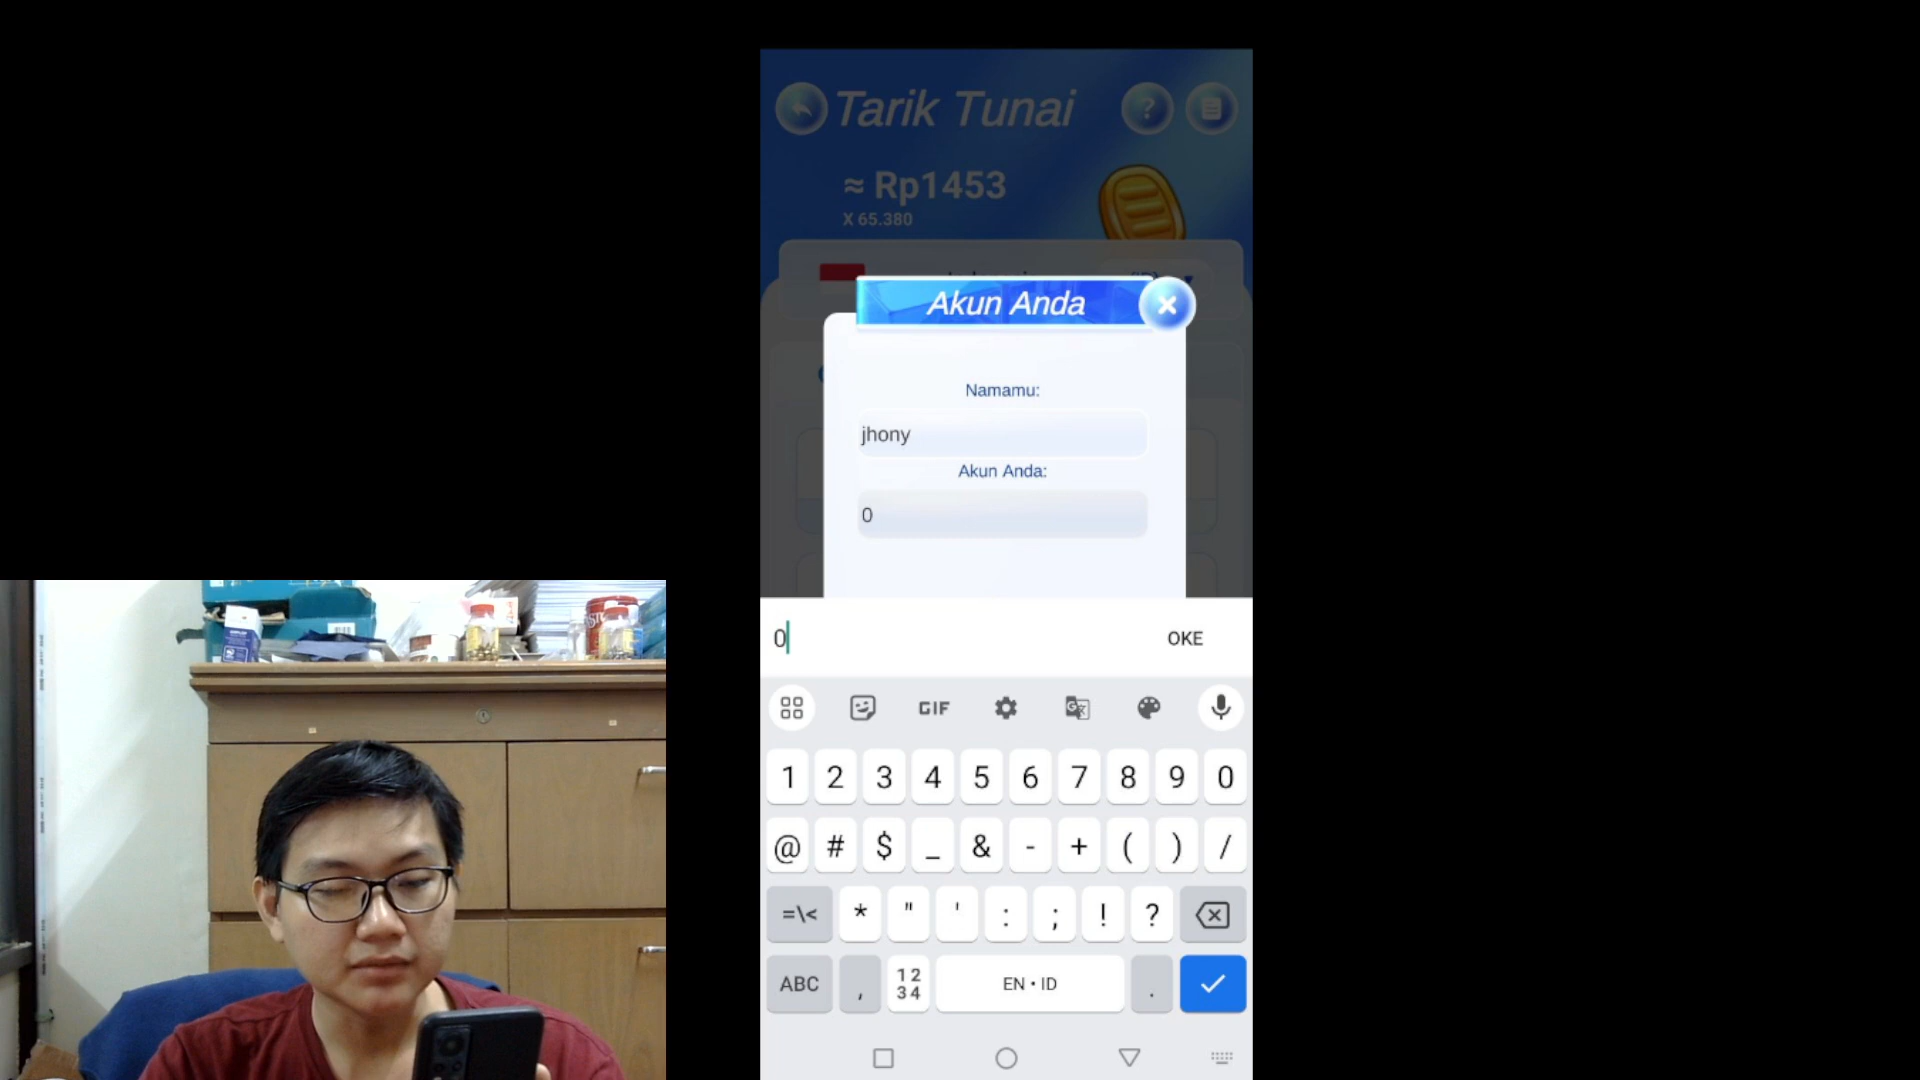 Tarik Tunai
?
≈ Rp1453
X 65.380
Akun Anda
Namamu:
jhony
Akun Anda:
0
0
OKE
GIF
1 2 3 4 5 6 7 8 9 0
@ # $ _ & - + ( ) /
=\< * " ' : ; ! ?
ABC , 12 34 EN • ID .